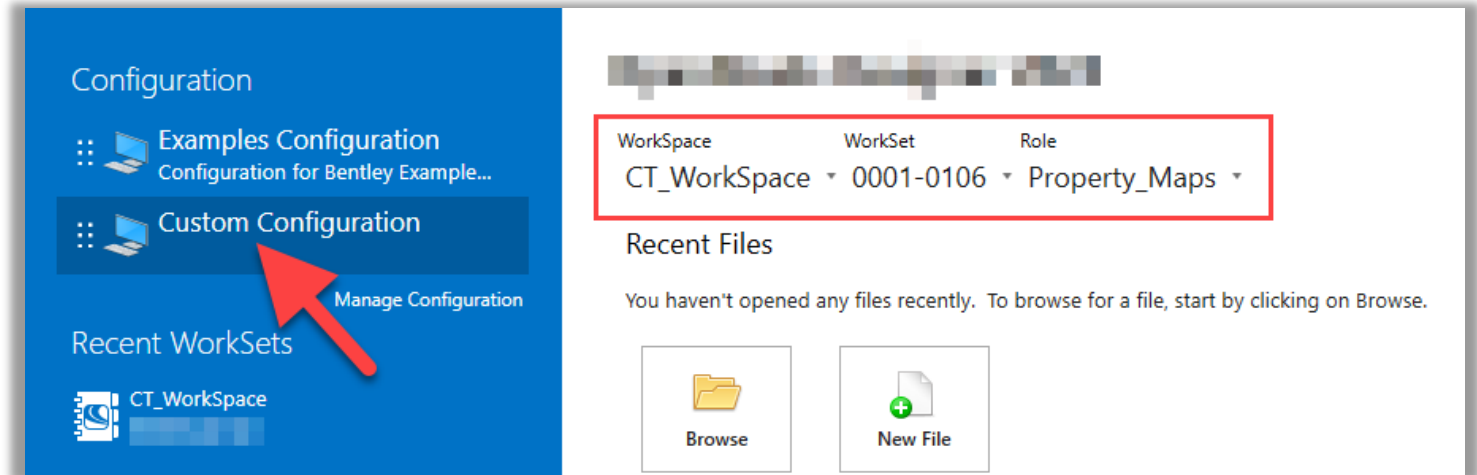 Configuration
Examples Configuration
Configuration for Bentley Example...
Custom Configuration
Manage Configuration
Recent WorkSets
CT_WorkSpace
WorkSpace WorkSet Role
CT_WorkSpace 0001-0106 Property_Maps
Recent Files
You haven't opened any files recently. To browse for a file, start by clicking on Browse.
Browse New File